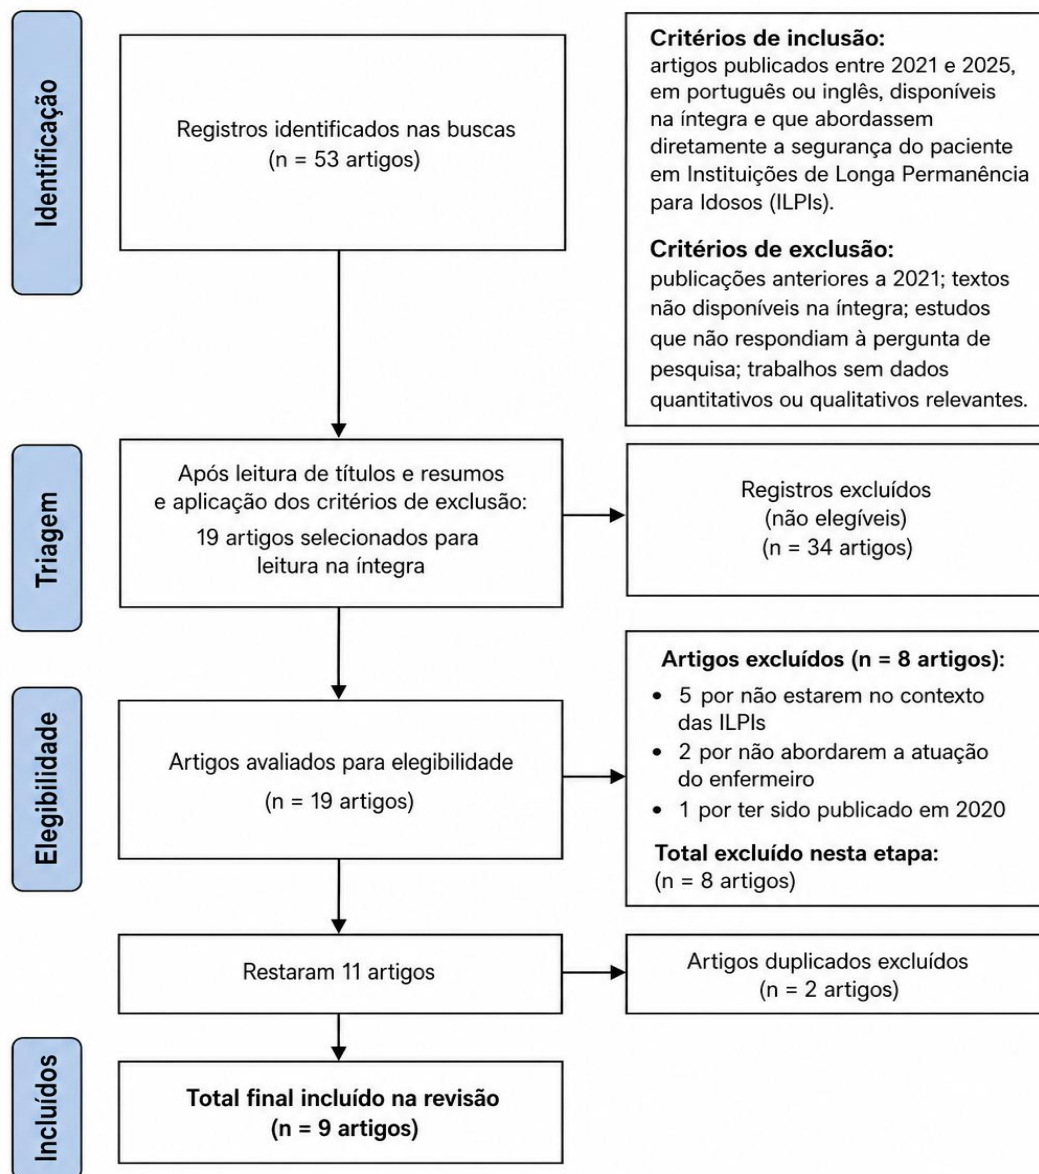 Identificação
Registros identificados nas buscas
(n = 53 artigos)
Critérios de inclusão:
artigos publicados entre 2021 e 2025,
em português ou inglês, disponíveis
na íntegra e que abordassem
diretamente a segurança do paciente
em Instituições de Longa Permanência
para Idosos (ILPIs).
Critérios de exclusão:
publicações anteriores a 2021; textos
não disponíveis na íntegra; estudos
que não respondiam à pergunta de
pesquisa; trabalhos sem dados
quantitativos ou qualitativos relevantes.
Triagem
Após leitura de títulos e resumos
e aplicação dos critérios de exclusão:
19 artigos selecionados para
leitura na íntegra
Registros excluídos
(não elegíveis)
(n = 34 artigos)
Elegibilidade
Artigos avaliados para elegibilidade
(n = 19 artigos)
Artigos excluídos (n = 8 artigos):
• 5 por não estarem no contexto
das ILPIs
• 2 por não abordarem a atuação
do enfermeiro
• 1 por ter sido publicado em 2020
Total excluído nesta etapa:
(n = 8 artigos)
Restaram 11 artigos
Artigos duplicados excluídos
(n = 2 artigos)
Incluídos
Total final incluído na revisão
(n = 9 artigos)